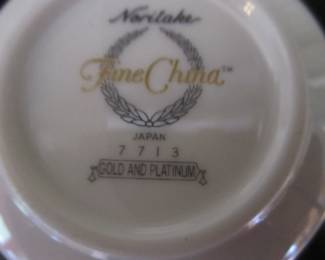 Noritake
Fine China™
JAPAN
7713
GOLD AND PLATINUM